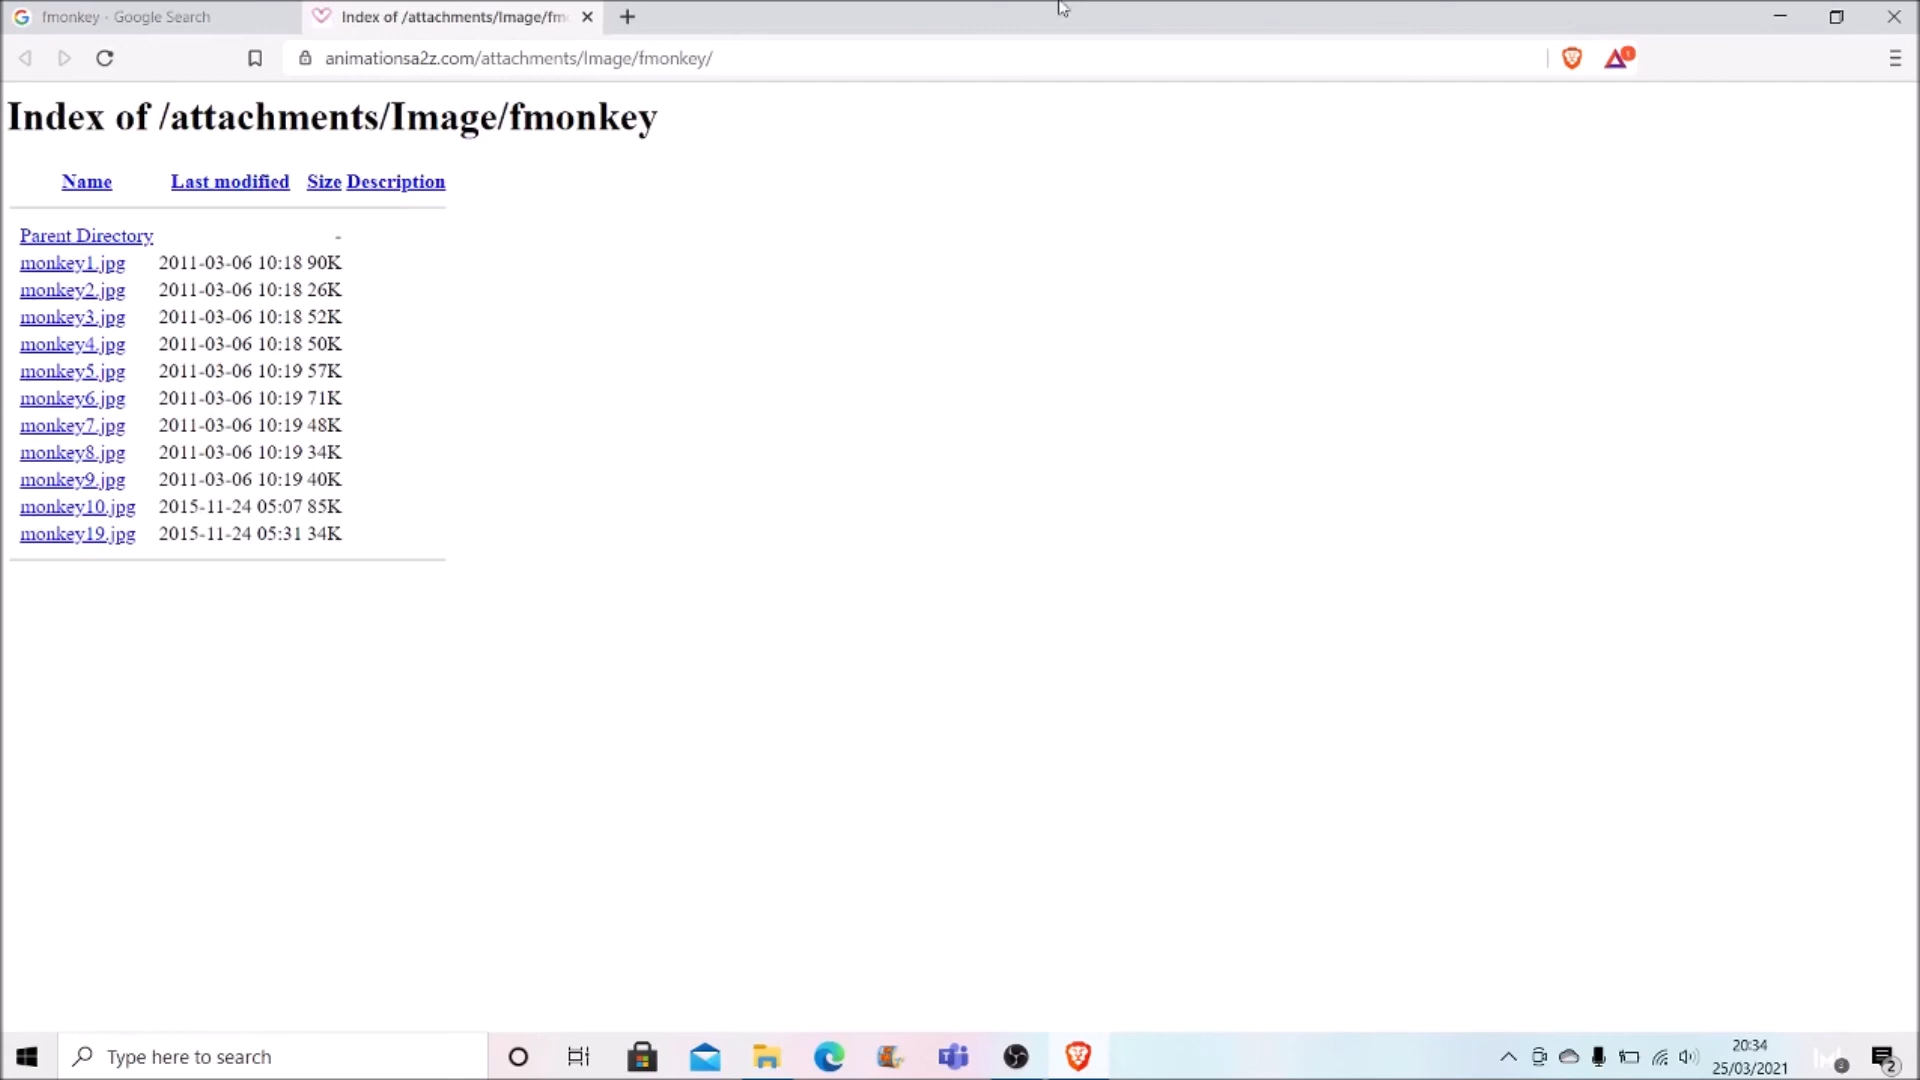 fmonkey - Google Search
Index of /attachments/Image/fm
animationsa2z.com/attachments/Image/fmonkey/
1
Index of /attachments/Image/fmonkey
Name Last modified Size Description
Parent Directory -
monkey1.jpg 2011-03-06 10:18 90K
monkey2.jpg 2011-03-06 10:18 26K
monkey3.jpg 2011-03-06 10:18 52K
monkey4.jpg 2011-03-06 10:18 50K
monkey5.jpg 2011-03-06 10:19 57K
monkey6.jpg 2011-03-06 10:19 71K
monkey7.jpg 2011-03-06 10:19 48K
monkey8.jpg 2011-03-06 10:19 34K
monkey9.jpg 2011-03-06 10:19 40K
monkey10.jpg 2015-11-24 05:07 85K
monkey19.jpg 2015-11-24 05:31 34K
Type here to search
20:34
25/03/2021
2